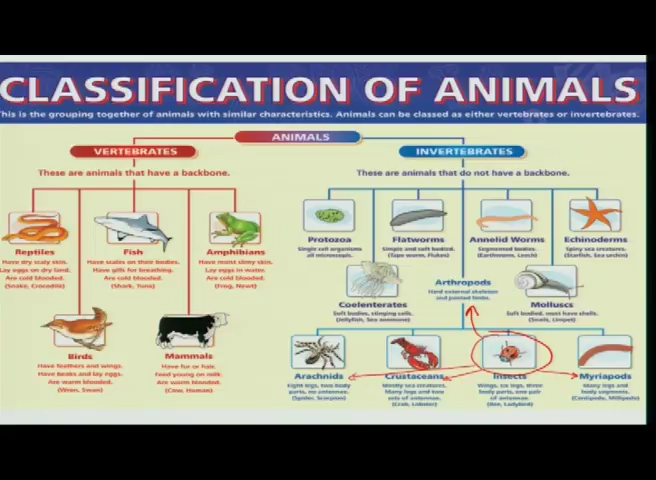 CLASSIFICATION OF ANIMALS
This is the grouping together of animals with similar characteristics. Animals can be classed as either vertebrates or invertebrates.
ANIMALS
VERTEBRATES
These are animals that have a backbone.
Reptiles
Have dry scaly skin.
Lay eggs on dry land.
Are cold blooded.
(Snake, Crocodile)
Fish
Have scales on their bodies.
Have gills for breathing.
Are cold blooded.
(Shark, Tuna)
Amphibians
Have moist slimy skin.
Lay eggs in water.
Are cold blooded.
(Frog, Newt)
Birds
Have feathers and wings.
Have beaks and lay eggs.
Are warm blooded.
(Wren, Swan)
Mammals
Have fur or hair.
Feed young on milk.
Are warm blooded.
(Cow, Human)
INVERTEBRATES
These are animals that do not have a backbone.
Protozoa
Single cell organisms
all microscopic.
Flatworms
Simple and soft bodied.
(Tape worm, Flukes)
Annelid Worms
Segmented bodies.
(Earthworm, Leech)
Echinoderms
Spiny sea creatures.
(Starfish, Sea urchin)
Coelenterates
Soft bodies, stinging cells.
(Jellyfish, Sea anemone)
Arthropods
Hard external skeleton
and jointed limbs.
Molluscs
Soft bodied, most have shells.
(Snails, Limpet)
Arachnids
Eight legs, two body
parts, no antennae.
(Spider, Scorpion)
Crustaceans
Mostly sea creatures.
Many legs and two
sets of antennae.
(Crab, Lobster)
Insects
Wings, six legs, three
body parts, one pair
of antennae.
(Bee, Ladybird)
Myriapods
Many legs and
body segments.
(Centipede, Millipede)